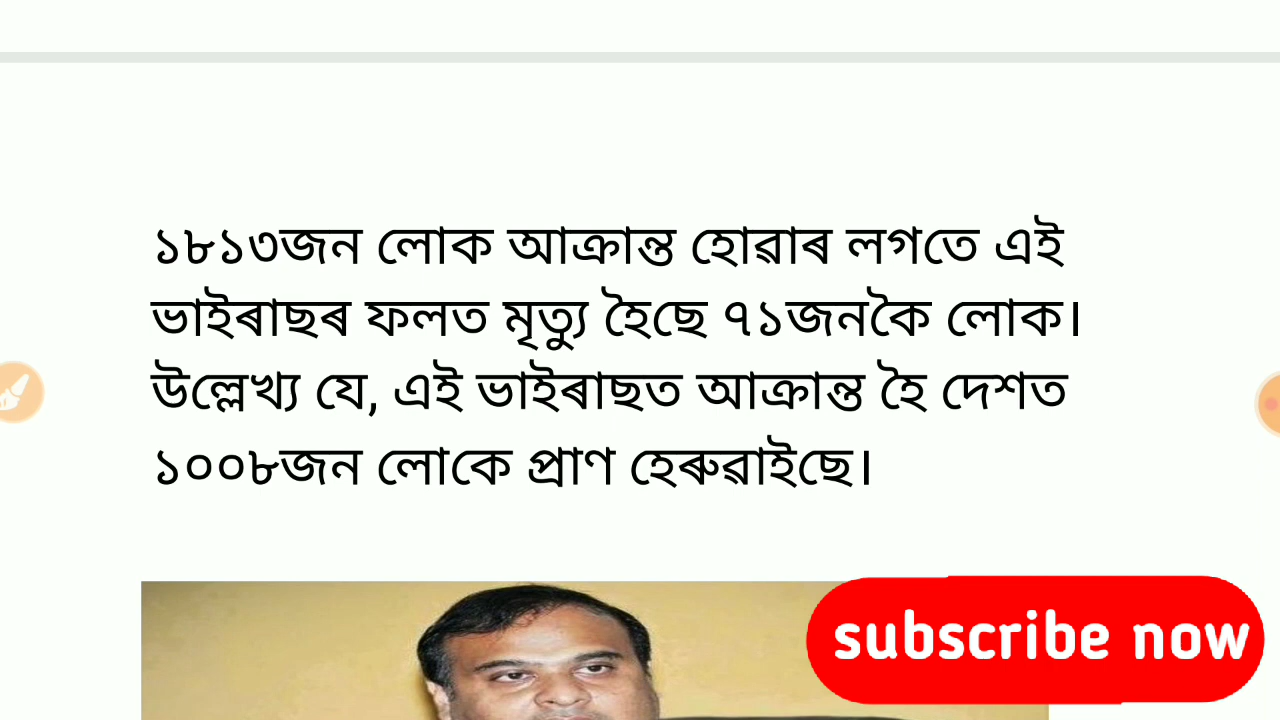 ১৮১৩জন লোক আক্ৰান্ত হোৱাৰ লগতে এই
ভাইৰাছৰ ফলত মৃত্যু হৈছে ৭১জনকৈ লোক।
উল্লেখ্য যে, এই ভাইৰাছত আক্ৰান্ত হৈ দেশত
১০০৮জন লোকে প্ৰাণ হেৰুৱাইছে।
subscribe now